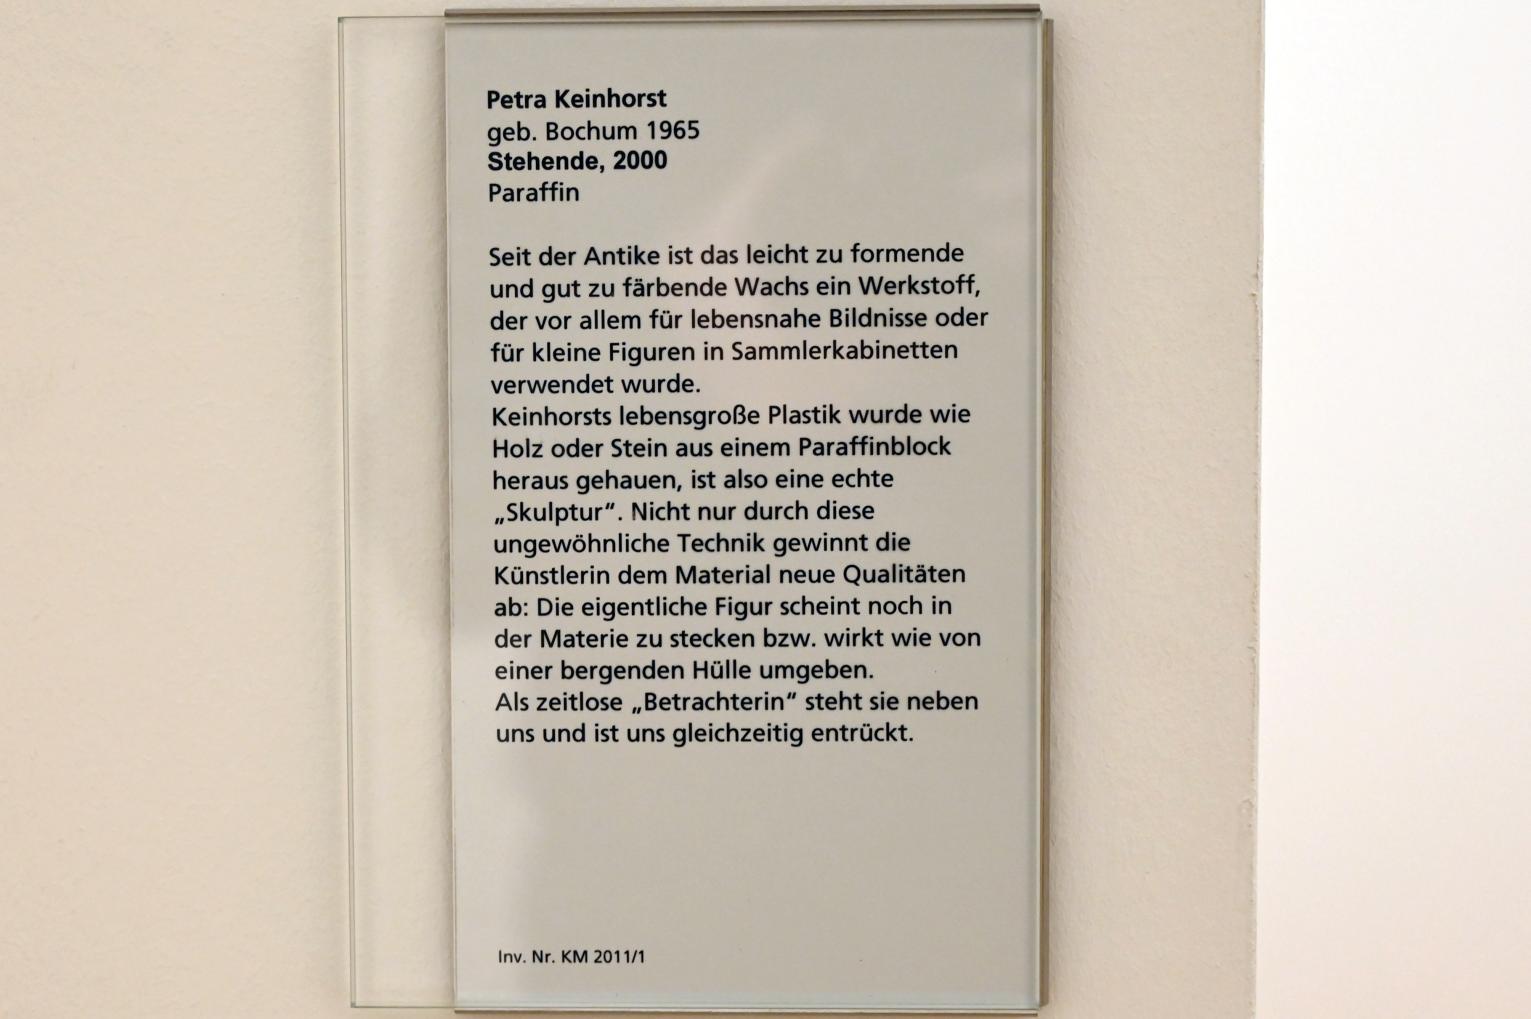 Petra Keinhorst
geb. Bochum 1965
Stehende, 2000
Paraffin
Seit der Antike ist das leicht zu formende
und gut zu färbende Wachs ein Werkstoff,
der vor allem für lebensnahe Bildnisse oder
für kleine Figuren in Sammlerkabinetten
verwendet wurde.
Keinhorsts lebensgroße Plastik wurde wie
Holz oder Stein aus einem Paraffinblock
heraus gehauen, ist also eine echte
„Skulptur“. Nicht nur durch diese
ungewöhnliche Technik gewinnt die
Künstlerin dem Material neue Qualitäten
ab: Die eigentliche Figur scheint noch in
der Materie zu stecken bzw. wirkt wie von
einer bergenden Hülle umgeben.
Als zeitlose „Betrachterin“ steht sie neben
uns und ist uns gleichzeitig entrückt.
Inv. Nr. KM 2011/1